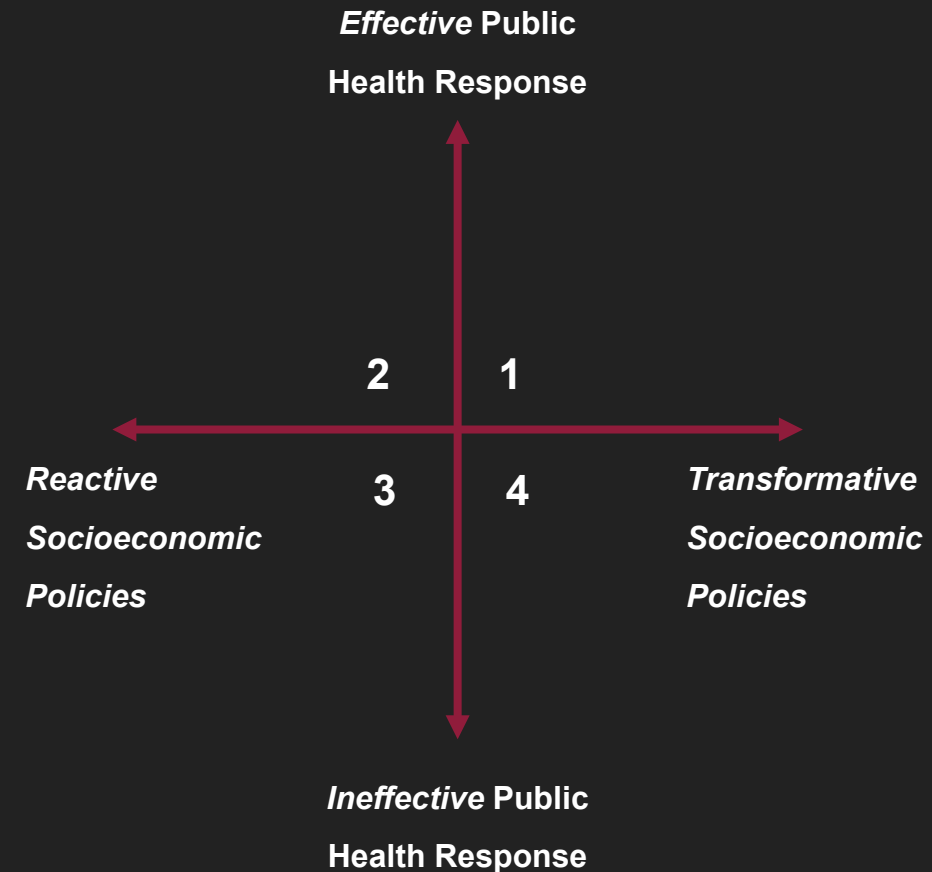 Effective Public
Health Response
2 1
3 4
Reactive
Socioeconomic
Policies
Transformative
Socioeconomic
Policies
Ineffective Public
Health Response